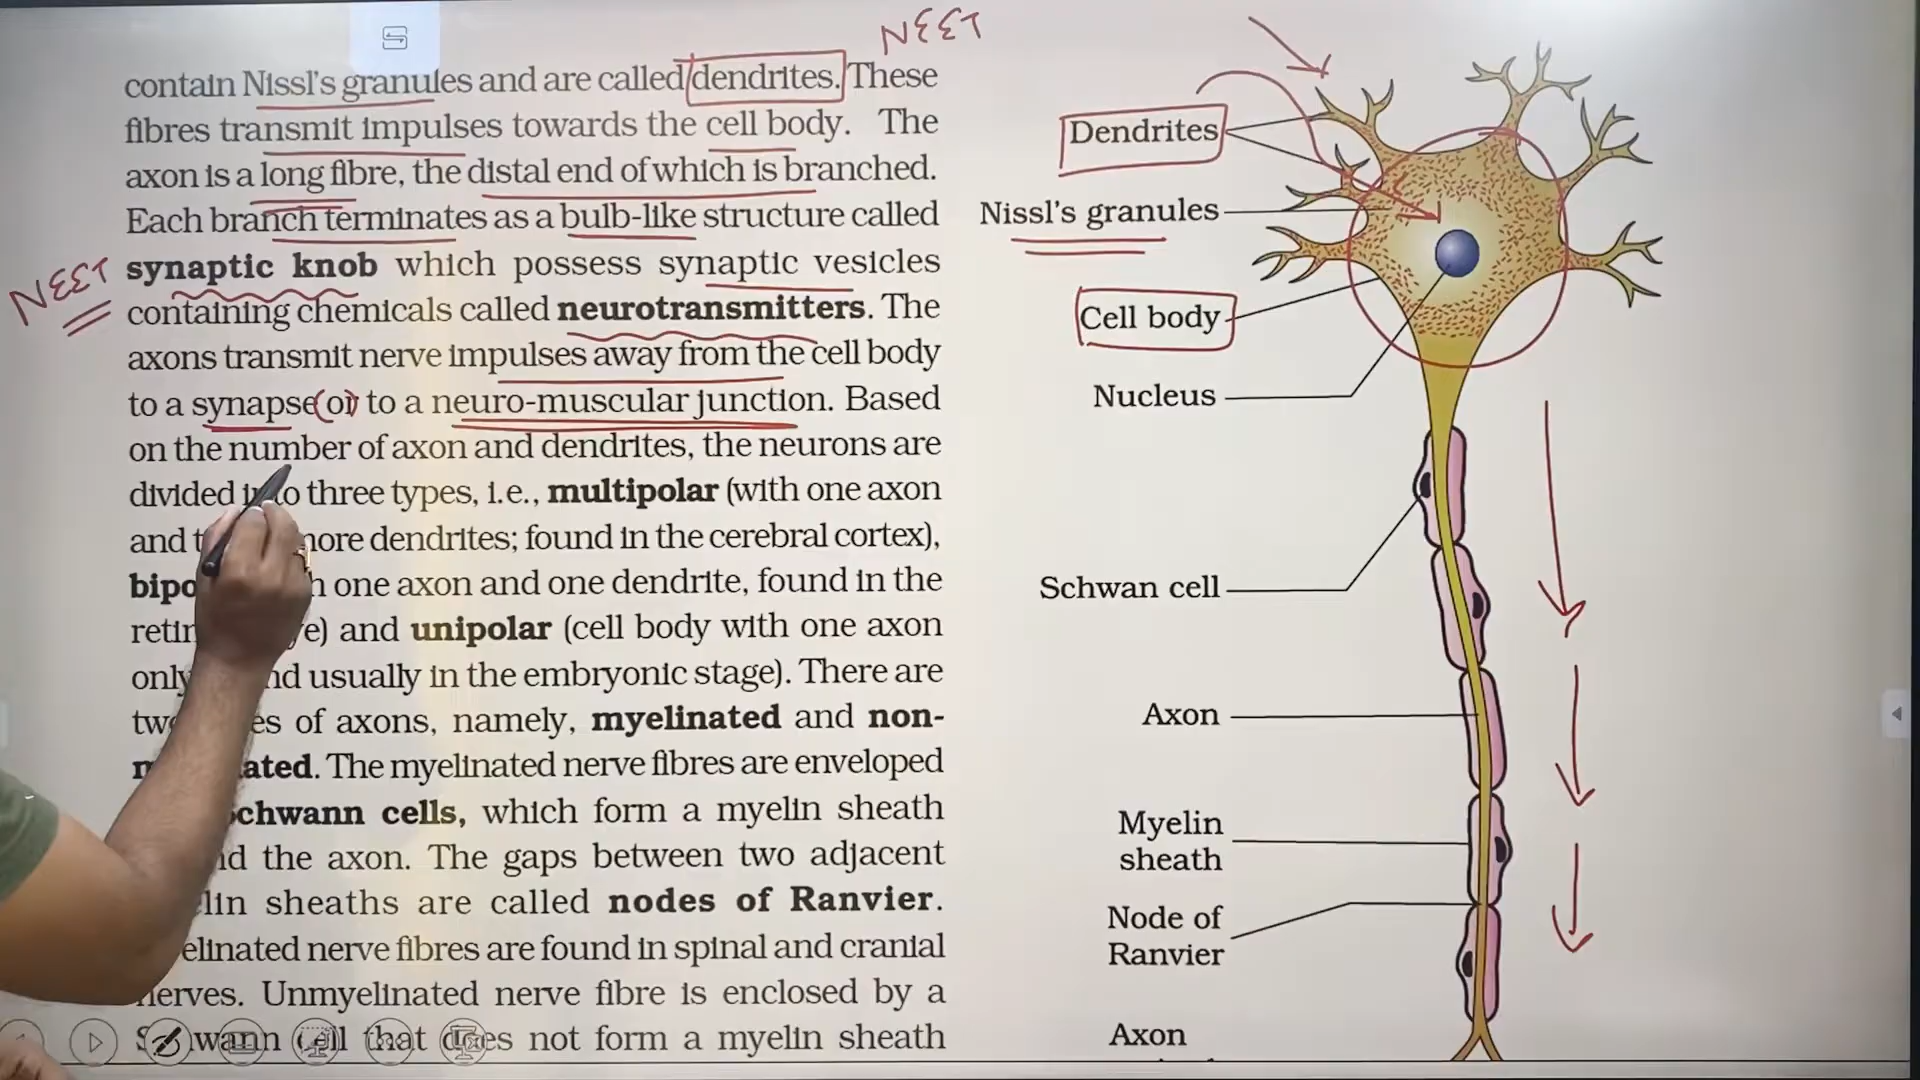 NEET
contain Nissl's granules and are called dendrites. These
fibres transmit impulses towards the cell body. The
axon is a long fibre, the distal end of which is branched.
Each branch terminates as a bulb-like structure called
NEET
synaptic knob which possess synaptic vesicles
containing chemicals called neurotransmitters. The
axons transmit nerve impulses away from the cell body
to a synapse (or) to a neuro-muscular junction. Based
on the number of axon and dendrites, the neurons are
divided into three types, i.e., multipolar (with one axon
and more dendrites; found in the cerebral cortex),
one axon and one dendrite, found in the
and unipolar (cell body with one axon
only usually in the embryonic stage). There are
of axons, namely, myelinated and non-
The myelinated nerve fibres are enveloped
Schwann cells, which form a myelin sheath
the axon. The gaps between two adjacent
sheaths are called nodes of Ranvier.
nerve fibres are found in spinal and cranial
nerves. Unmyelinated nerve fibre is enclosed by a
Schwann cell that does not form a myelin sheath
Dendrites
Nissl's granules
Cell body
Nucleus
Schwan cell
Axon
Myelin
sheath
Node of
Ranvier
Axon